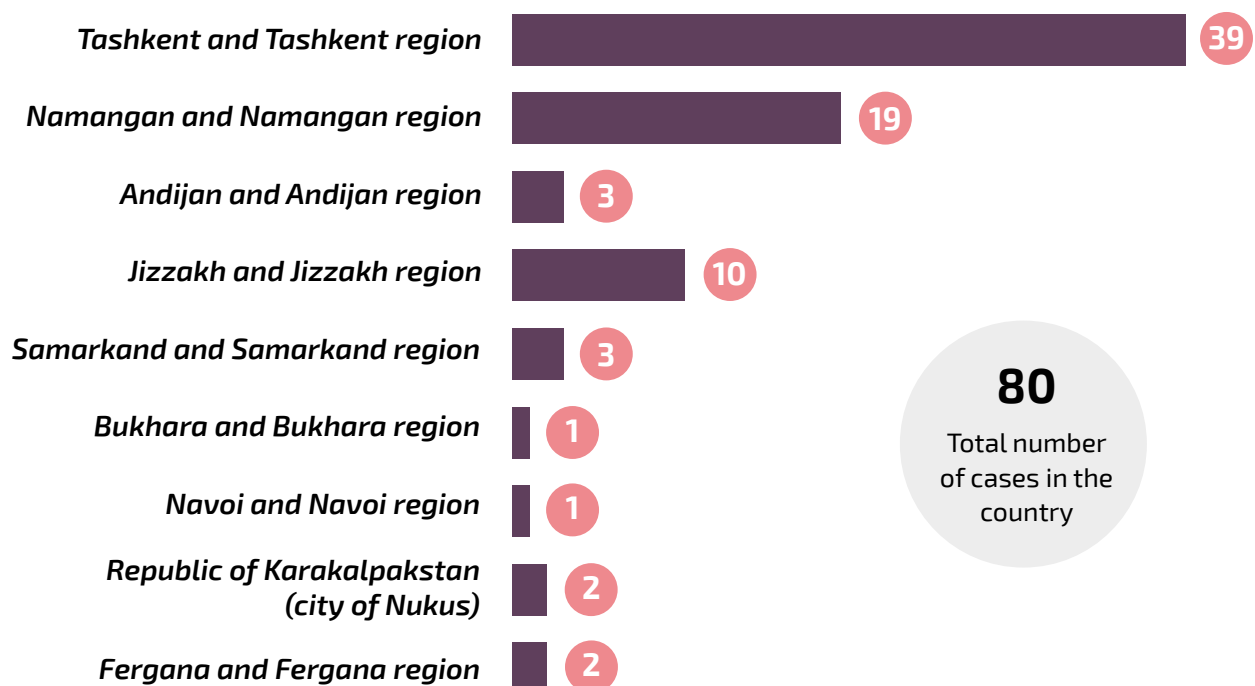 Tashkent and Tashkent region 39
Namangan and Namangan region 19
Andijan and Andijan region 3
Jizzakh and Jizzakh region 10
Samarkand and Samarkand region 3
Bukhara and Bukhara region 1
Navoi and Navoi region 1
Republic of Karakalpakstan
(city of Nukus) 2
Fergana and Fergana region 2
80
Total number
of cases in the
country